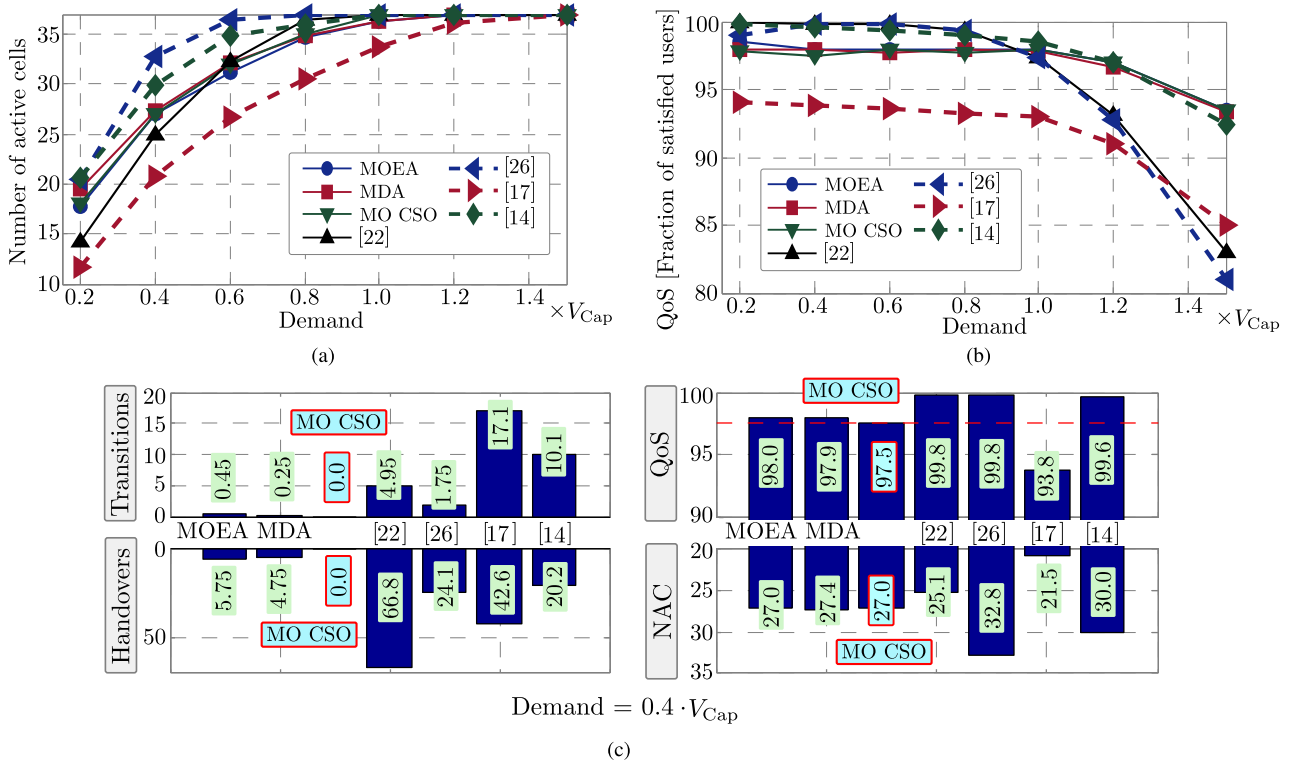 Number of active cells
35
30
25
20
15
10
0.2 0.4 0.6 0.8 1.0 1.2 1.4
Demand
×V_Cap
MOEA
MDA
MO CSO
[22]
[26]
[17]
[14]
(a)
QoS [Fraction of satisfied users]
100
95
90
85
80
0.2 0.4 0.6 0.8 1.0 1.2 1.4
Demand
×V_Cap
MOEA
MDA
MO CSO
[22]
[26]
[17]
[14]
(b)
Transitions
20
15
10
5
0
MO CSO
0.45 0.25 0.0 4.95 1.75 17.1 10.1
MOEA MDA [22] [26] [17] [14]
Handovers
0
50
5.75 4.75 0.0 66.8 24.1 42.6 20.2
MO CSO
QoS
100
95
90
MO CSO
98.0 97.9 97.5 99.8 99.8 93.8 99.6
MOEA MDA [22] [26] [17] [14]
NAC
20
25
30
35
27.0 27.4 27.0 25.1 32.8 21.5 30.0
MO CSO
Demand = 0.4 · V_Cap
(c)